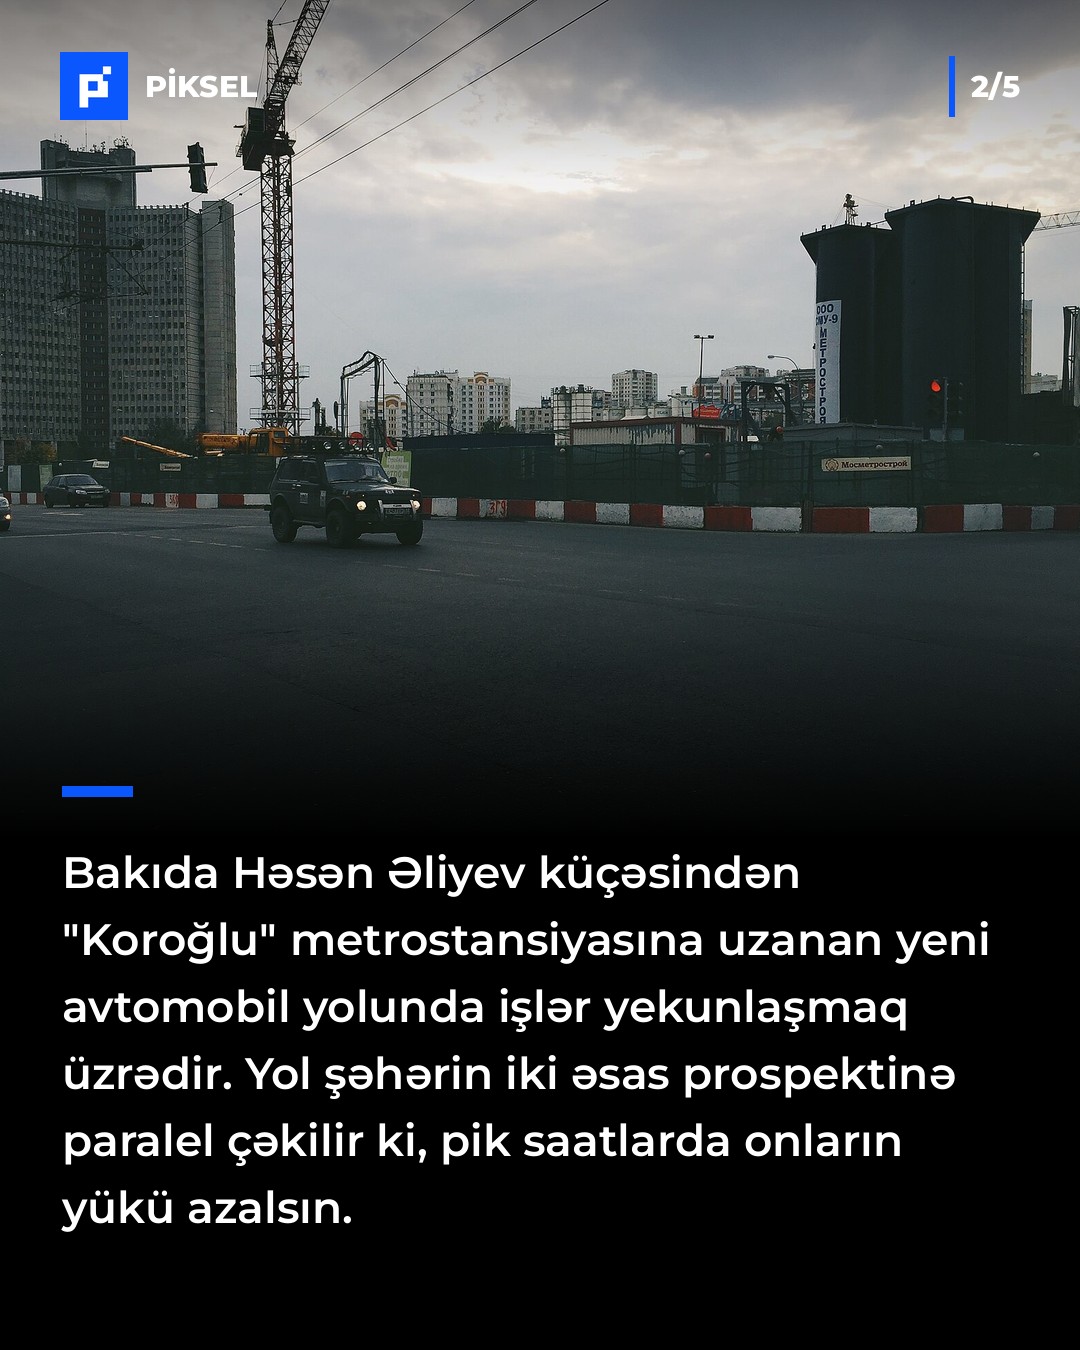 PİKSEL
2/5
ООО
СМУ-9
МЕТРОСТРОЯ
Мосметрострой
Bakıda Həsən Əliyev küçəsindən
"Koroğlu" metrostansiyasına uzanan yeni
avtomobil yolunda işlər yekunlaşmaq
üzrədir. Yol şəhərin iki əsas prospektinə
paralel çəkilir ki, pik saatlarda onların
yükü azalsın.